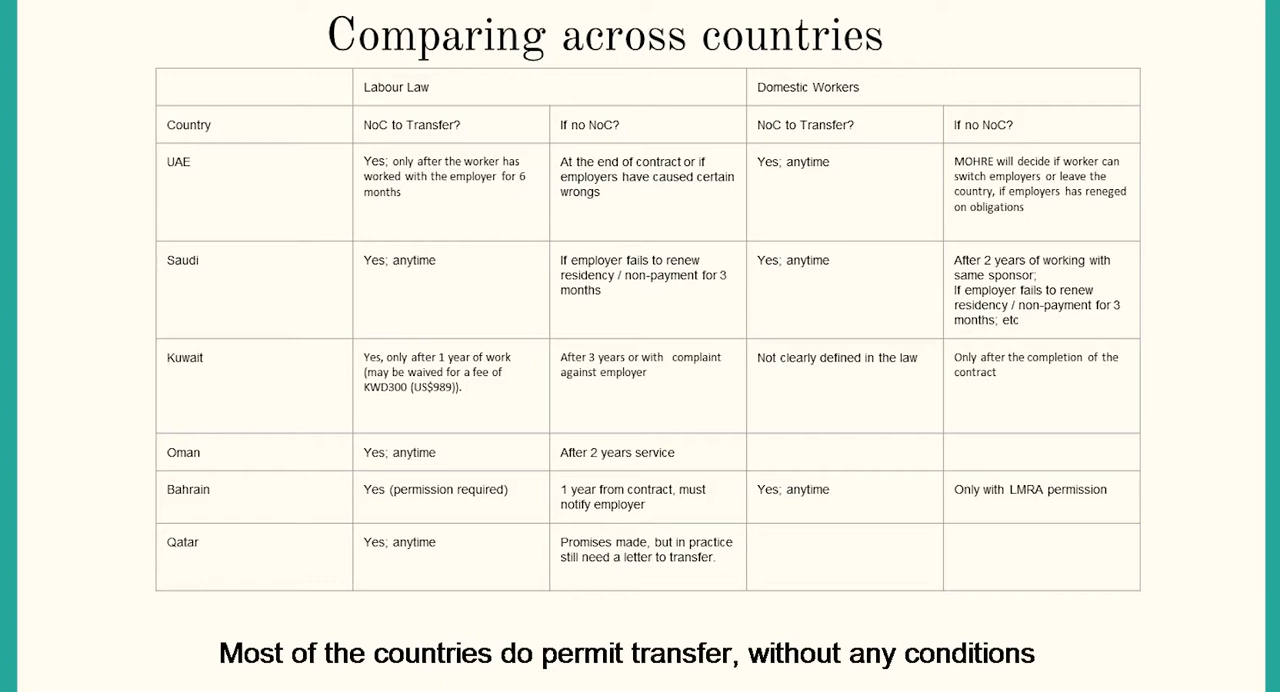 Comparing across countries
Labour Law
Domestic Workers
Country
NoC to Transfer?
If no NoC?
NoC to Transfer?
If no NoC?
UAE
Yes; only after the worker has
worked with the employer for 6
months
At the end of contract or if
employers have caused certain
wrongs
Yes; anytime
MOHRE will decide if worker can
switch employers or leave the
country, if employers has reneged
on obligations
Saudi
Yes; anytime
If employer fails to renew
residency / non-payment for 3
months
Yes; anytime
After 2 years of working with
same sponsor;
If employer fails to renew
residency / non-payment for 3
months; etc
Kuwait
Yes, only after 1 year of work
(may be waived for a fee of
KWD300 (US$989)).
After 3 years or with complaint
against employer
Not clearly defined in the law
Only after the completion of the
contract
Oman
Yes; anytime
After 2 years service
Bahrain
Yes (permission required)
1 year from contract, must
notify employer
Yes; anytime
Only with LMRA permission
Qatar
Yes; anytime
Promises made, but in practice
still need a letter to transfer.
Most of the countries do permit transfer, without any conditions